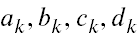 a_k, b_k, c_k, d_k